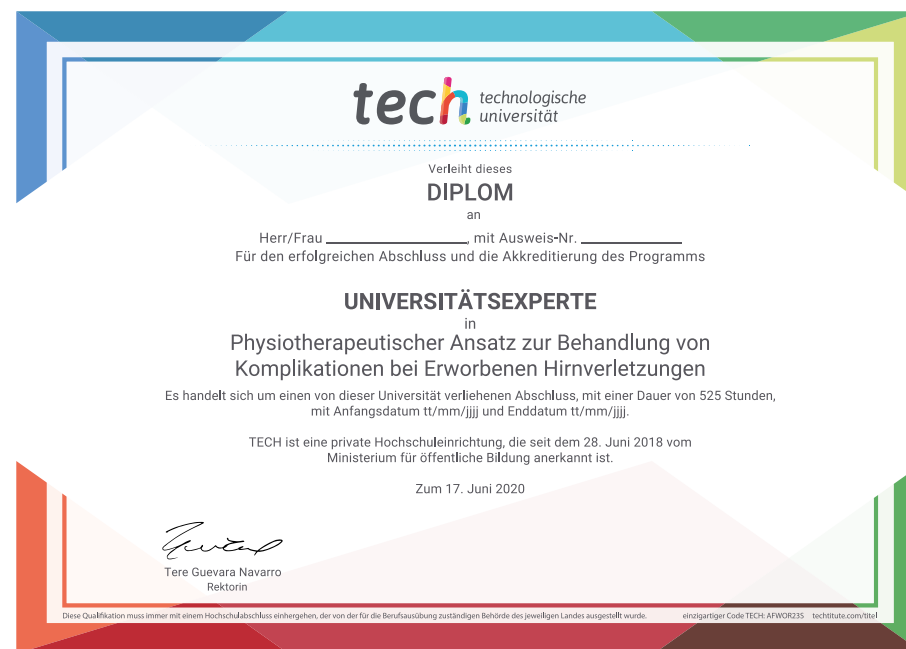 tech technologische
universität
Verleiht dieses
DIPLOM
an
Herr/Frau ________________, mit Ausweis-Nr. ____________
Für den erfolgreichen Abschluss und die Akkreditierung des Programms
UNIVERSITÄTSEXPERTE
in
Physiotherapeutischer Ansatz zur Behandlung von
Komplikationen bei Erworbenen Hirnverletzungen
Es handelt sich um einen von dieser Universität verliehenen Abschluss, mit einer Dauer von 525 Stunden,
mit Anfangsdatum tt/mm/jjjj und Enddatum tt/mm/jjjj.
TECH ist eine private Hochschuleinrichtung, die seit dem 28. Juni 2018 vom
Ministerium für öffentliche Bildung anerkannt ist.
Zum 17. Juni 2020
Tere Guevara Navarro
Rektorin
Diese Qualifikation muss immer mit einem Hochschulabschluss einhergehen, der von der für die Berufsausübung zuständigen Behörde des jeweiligen Landes ausgestellt wurde. einzigartiger Code TECH: AFWOR23S techtitute.com/titel